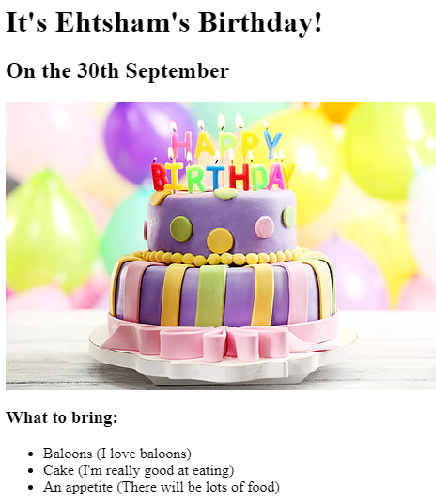 It's Ehtsham's Birthday!
On the 30th September
HAPPY
BIRTHDAY
What to bring:
Baloons (I love baloons)
Cake (I'm really good at eating)
An appetite (There will be lots of food)